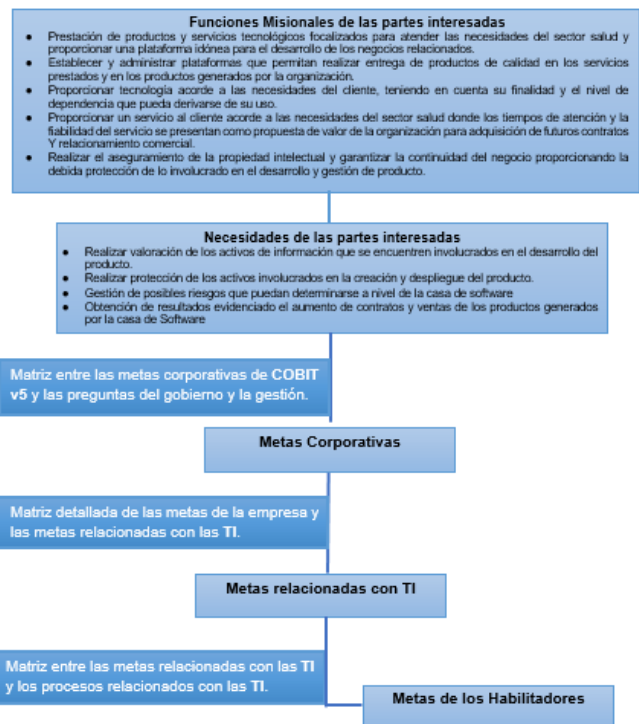 Funciones Misionales de las partes interesadas
● Prestación de productos y servicios tecnológicos focalizados para atender las necesidades del sector salud y
proporcionar una plataforma idónea para el desarrollo de los negocios relacionados.
● Establecer y administrar plataformas que permitan realizar entrega de productos de calidad en los servicios
prestados y en los productos generados por la organización.
● Proporcionar tecnología acorde a las necesidades del cliente, teniendo en cuenta su finalidad y el nivel de
dependencia que pueda derivarse de su uso.
● Proporcionar un servicio al cliente acorde a las necesidades del sector salud donde los tiempos de atención y la
fiabilidad del servicio se presentan como propuesta de valor de la organización para adquisición de futuros contratos
Y relacionamiento comercial.
● Realizar el aseguramiento de la propiedad intelectual y garantizar la continuidad del negocio proporcionando la
debida protección de lo involucrado en el desarrollo y gestión de producto.
Necesidades de las partes interesadas
● Realizar valoración de los activos de información que se encuentren involucrados en el desarrollo del
producto.
● Realizar protección de los activos involucrados en la creación y despliegue del producto.
● Gestión de posibles riesgos que puedan determinarse a nivel de la casa de software
● Obtención de resultados evidenciado el aumento de contratos y ventas de los productos generados
por la casa de Software
Matriz entre las metas corporativas de COBIT
v5 y las preguntas del gobierno y la gestión.
Metas Corporativas
Matriz detallada de las metas de la empresa y
las metas relacionadas con las TI.
Metas relacionadas con TI
Matriz entre las metas relacionadas con las TI
y los procesos relacionados con las TI.
Metas de los Habilitadores